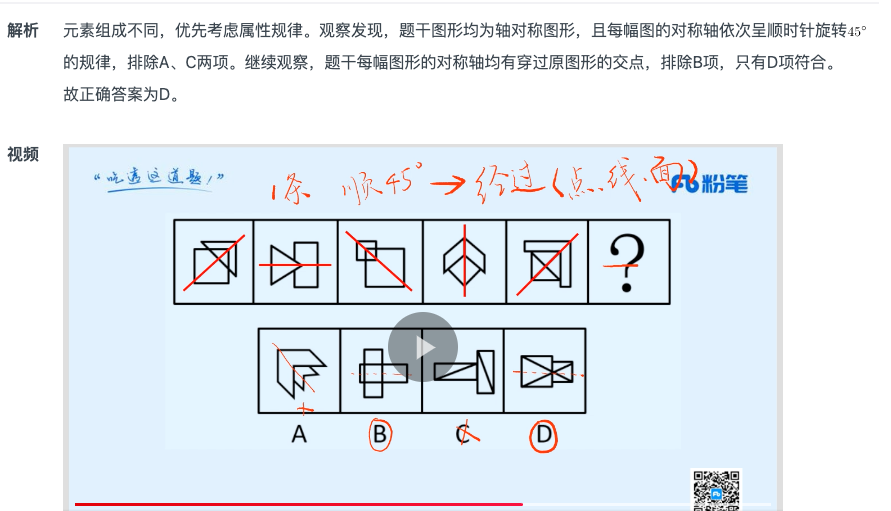 解析
元素组成不同，优先考虑属性规律。观察发现，题干图形均为轴对称图形，且每幅图的对称轴依次呈顺时针旋转45°
的规律，排除A、C两项。继续观察，题干每幅图形的对称轴均有穿过原图形的交点，排除B项，只有D项符合。
故正确答案为D。
视频
“吃透这道题！”
1条 顺45° → 经过（点、线、面）
粉笔
?
A B C D